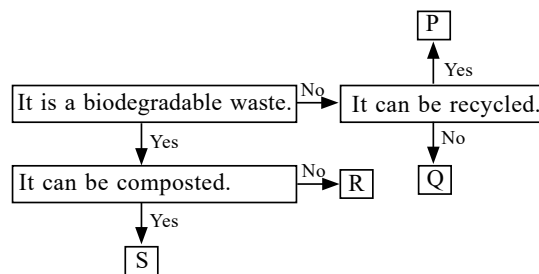 P
Yes
It is a biodegradable waste.
No
It can be recycled.
Yes
No
It can be composted.
No
R
Q
Yes
S